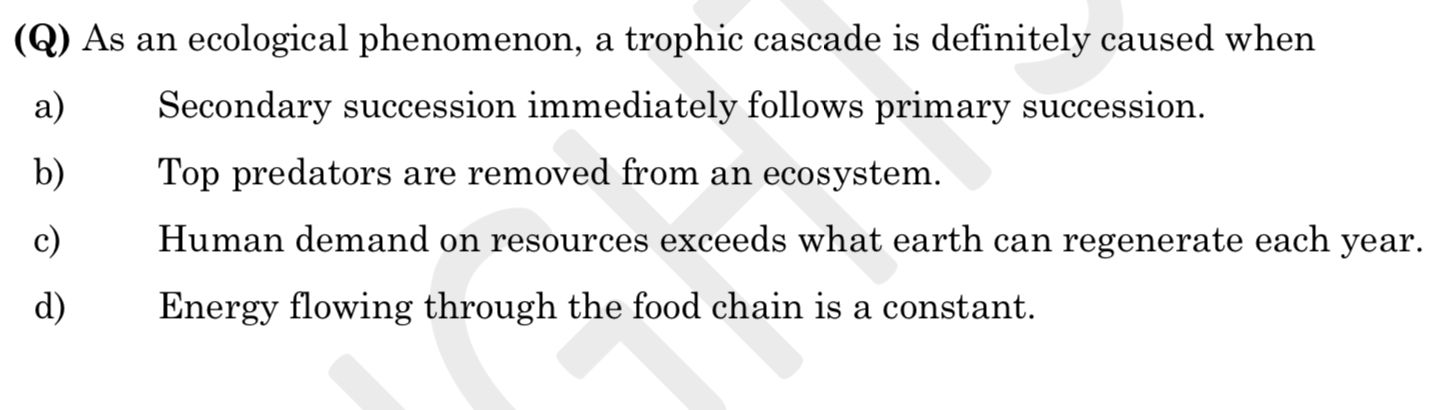 (Q) As an ecological phenomenon, a trophic cascade is definitely caused when
a) Secondary succession immediately follows primary succession.
b) Top predators are removed from an ecosystem.
c) Human demand on resources exceeds what earth can regenerate each year.
d) Energy flowing through the food chain is a constant.